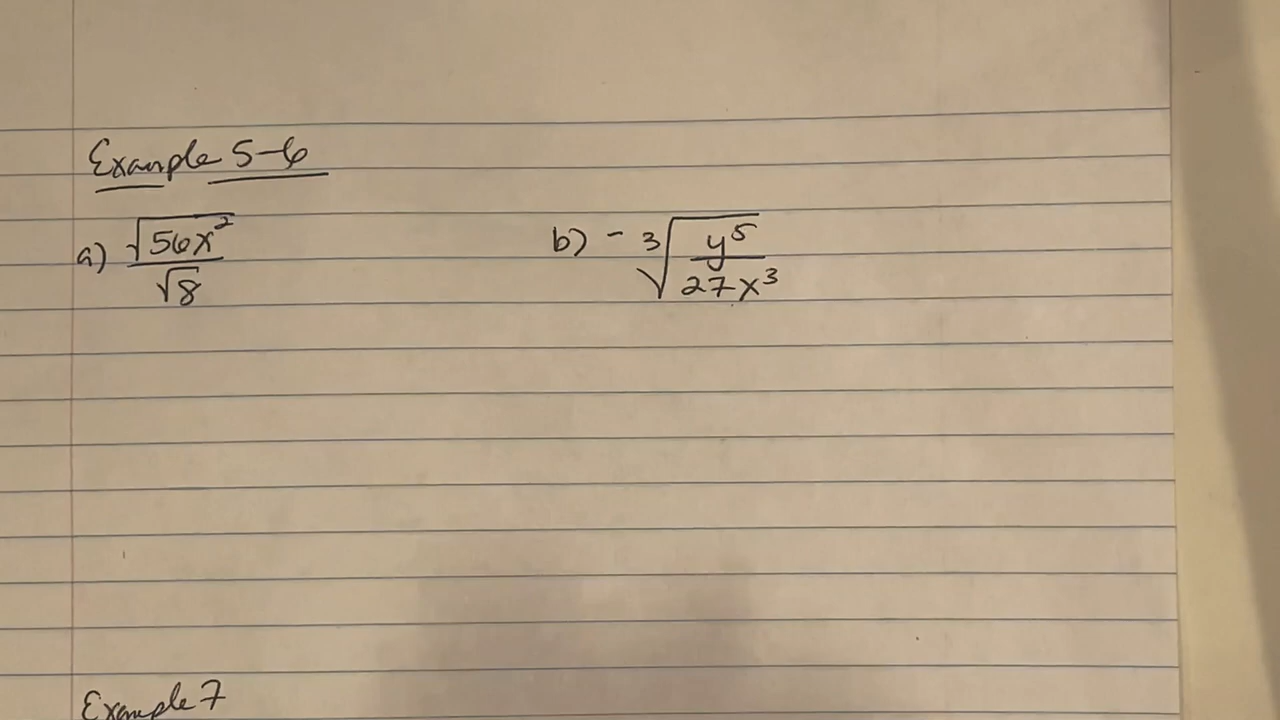 Example 5-6
a) √56x² / √8
b) - ³√(y⁵ / 27x³)
Example 7